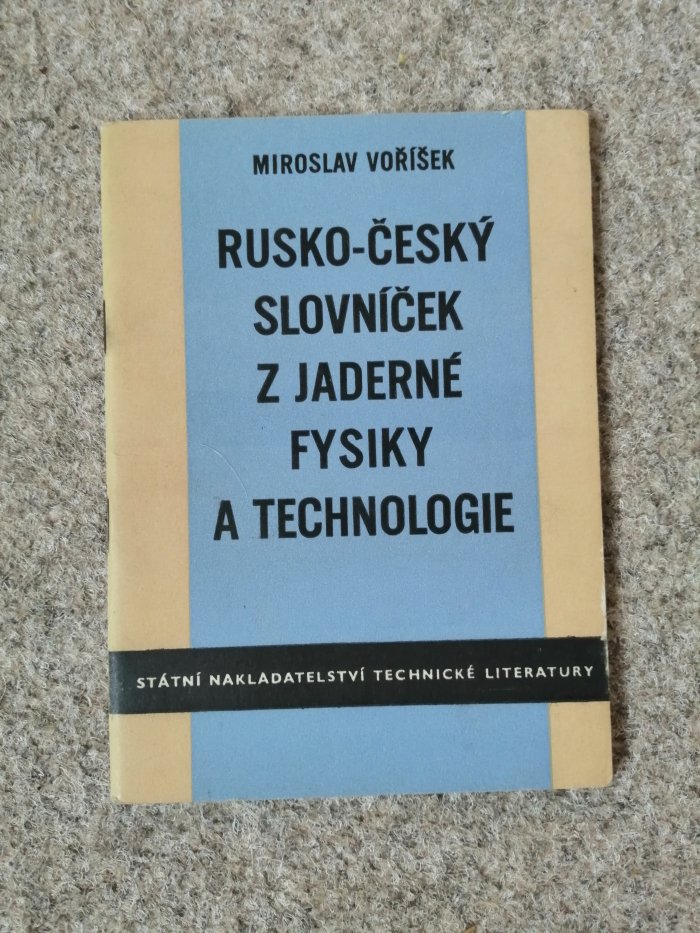 MIROSLAV VOŘÍŠEK
RUSKO-ČESKÝ
SLOVNÍČEK
Z JADERNÉ
FYSIKY
A TECHNOLOGIE
STÁTNÍ NAKLADATELSTVÍ TECHNICKÉ LITERATURY